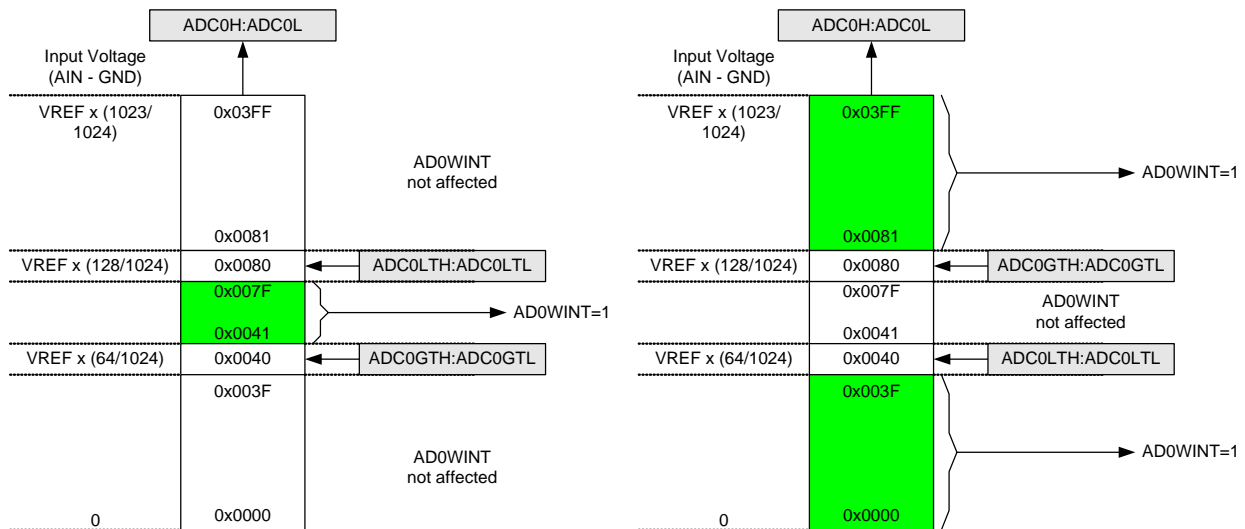 ADC0H:ADC0L
Input Voltage
(AIN - GND)
VREF x (1023/
1024)
0x03FF
AD0WINT
not affected
0x0081
VREF x (128/1024)
0x0080
ADC0LTH:ADC0LTL
0x007F
AD0WINT=1
0x0041
VREF x (64/1024)
0x0040
ADC0GTH:ADC0GTL
0x003F
AD0WINT
not affected
0
0x0000
ADC0H:ADC0L
Input Voltage
(AIN - GND)
VREF x (1023/
1024)
0x03FF
AD0WINT=1
0x0081
VREF x (128/1024)
0x0080
ADC0GTH:ADC0GTL
0x007F
AD0WINT
not affected
0x0041
VREF x (64/1024)
0x0040
ADC0LTH:ADC0LTL
0x003F
AD0WINT=1
0
0x0000